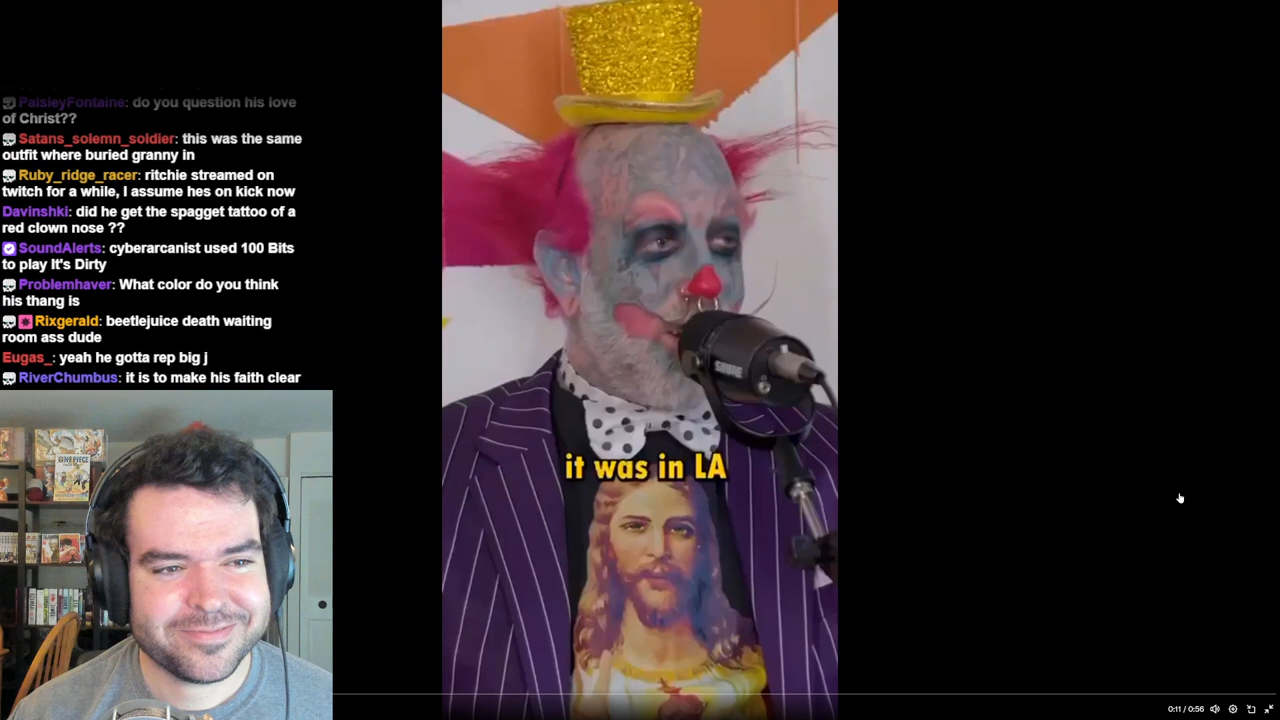 PaisleyFontaine: do you question his love
of Christ??
Satans_solemn_soldier: this was the same
outfit where buried granny in
Ruby_ridge_racer: ritchie streamed on
twitch for a while, I assume hes on kick now
Davinshki: did he get the spagget tattoo of a
red clown nose ??
SoundAlerts: cyberarcanist used 100 Bits
to play It's Dirty
Problemhaver: What color do you think
his thang is
Rixgerald: beetlejuice death waiting
room ass dude
Eugas_: yeah he gotta rep big j
RiverChumbus: it is to make his faith clear
SHURE
it was in LA
ONE PIECE
0:11 / 0:56